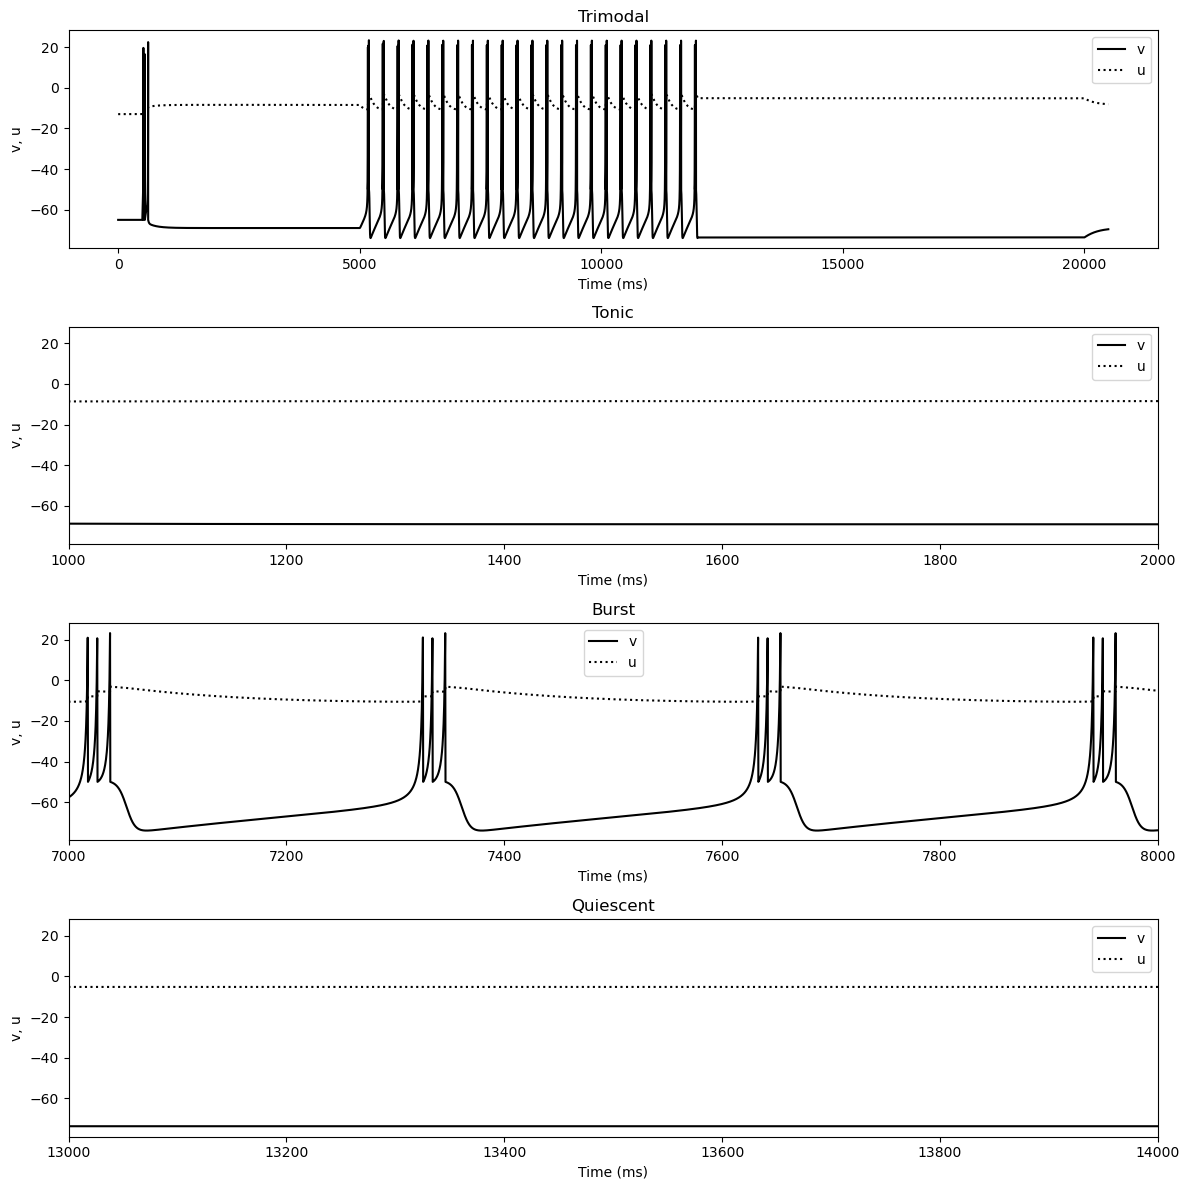 Trimodal
20
0
−20
−40
−60
v, u
v
u
0
5000
10000
15000
20000
Time (ms)
Tonic
20
0
−20
−40
−60
v, u
v
u
1000
1200
1400
1600
1800
2000
Time (ms)
Burst
20
0
−20
−40
−60
v, u
v
u
7000
7200
7400
7600
7800
8000
Time (ms)
Quiescent
20
0
−20
−40
−60
v, u
v
u
13000
13200
13400
13600
13800
14000
Time (ms)